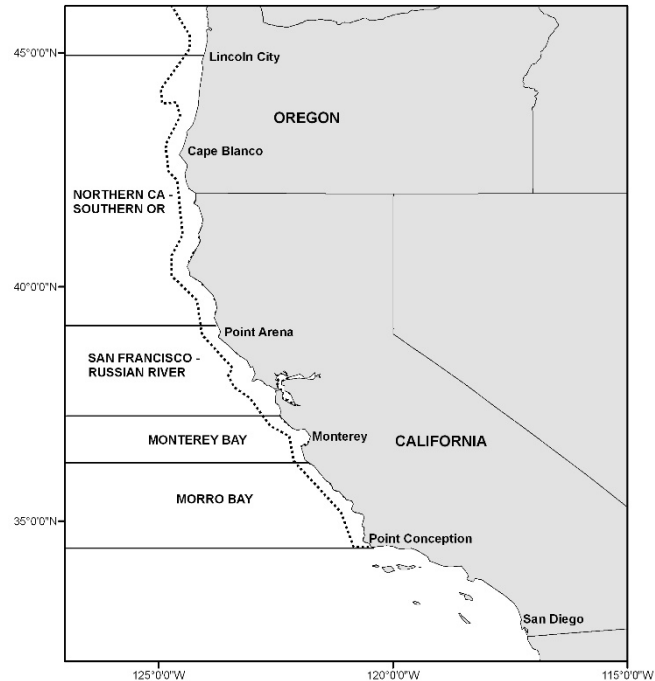 45°0'0"N
Lincoln City
OREGON
Cape Blanco
NORTHERN CA -
SOUTHERN OR
40°0'0"N
Point Arena
SAN FRANCISCO -
RUSSIAN RIVER
MONTEREY BAY
Monterey
CALIFORNIA
MORRO BAY
35°0'0"N
Point Conception
San Diego
125°0'0"W
120°0'0"W
115°0'0"W